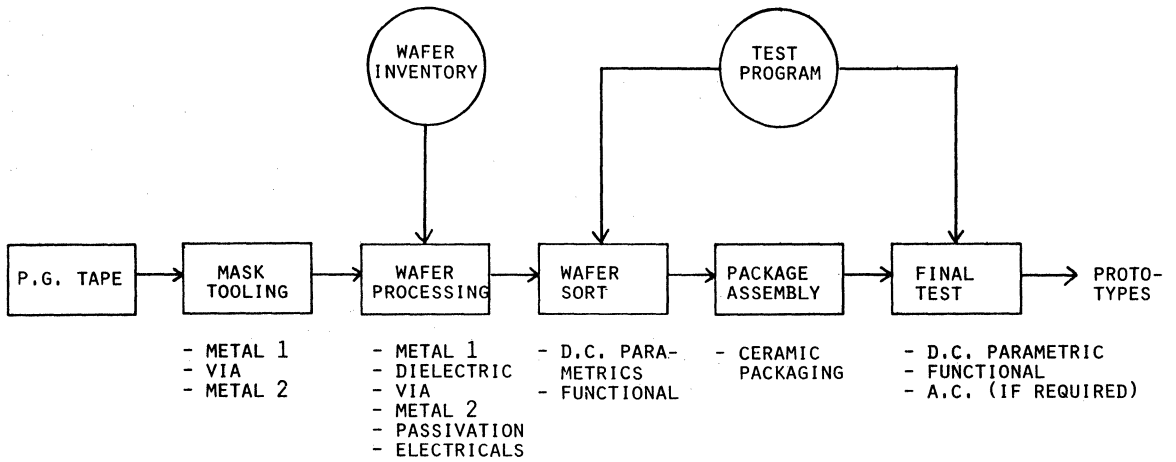 WAFER
INVENTORY
TEST
PROGRAM
P.G. TAPE
MASK
TOOLING
WAFER
PROCESSING
WAFER
SORT
PACKAGE
ASSEMBLY
FINAL
TEST
PROTO-
TYPES
- METAL 1
- VIA
- METAL 2
- METAL 1
- DIELECTRIC
- VIA
- METAL 2
- PASSIVATION
- ELECTRICALS
- D.C. PARA-
METRICS
- FUNCTIONAL
- CERAMIC
PACKAGING
- D.C. PARAMETRIC
- FUNCTIONAL
- A.C. (IF REQUIRED)